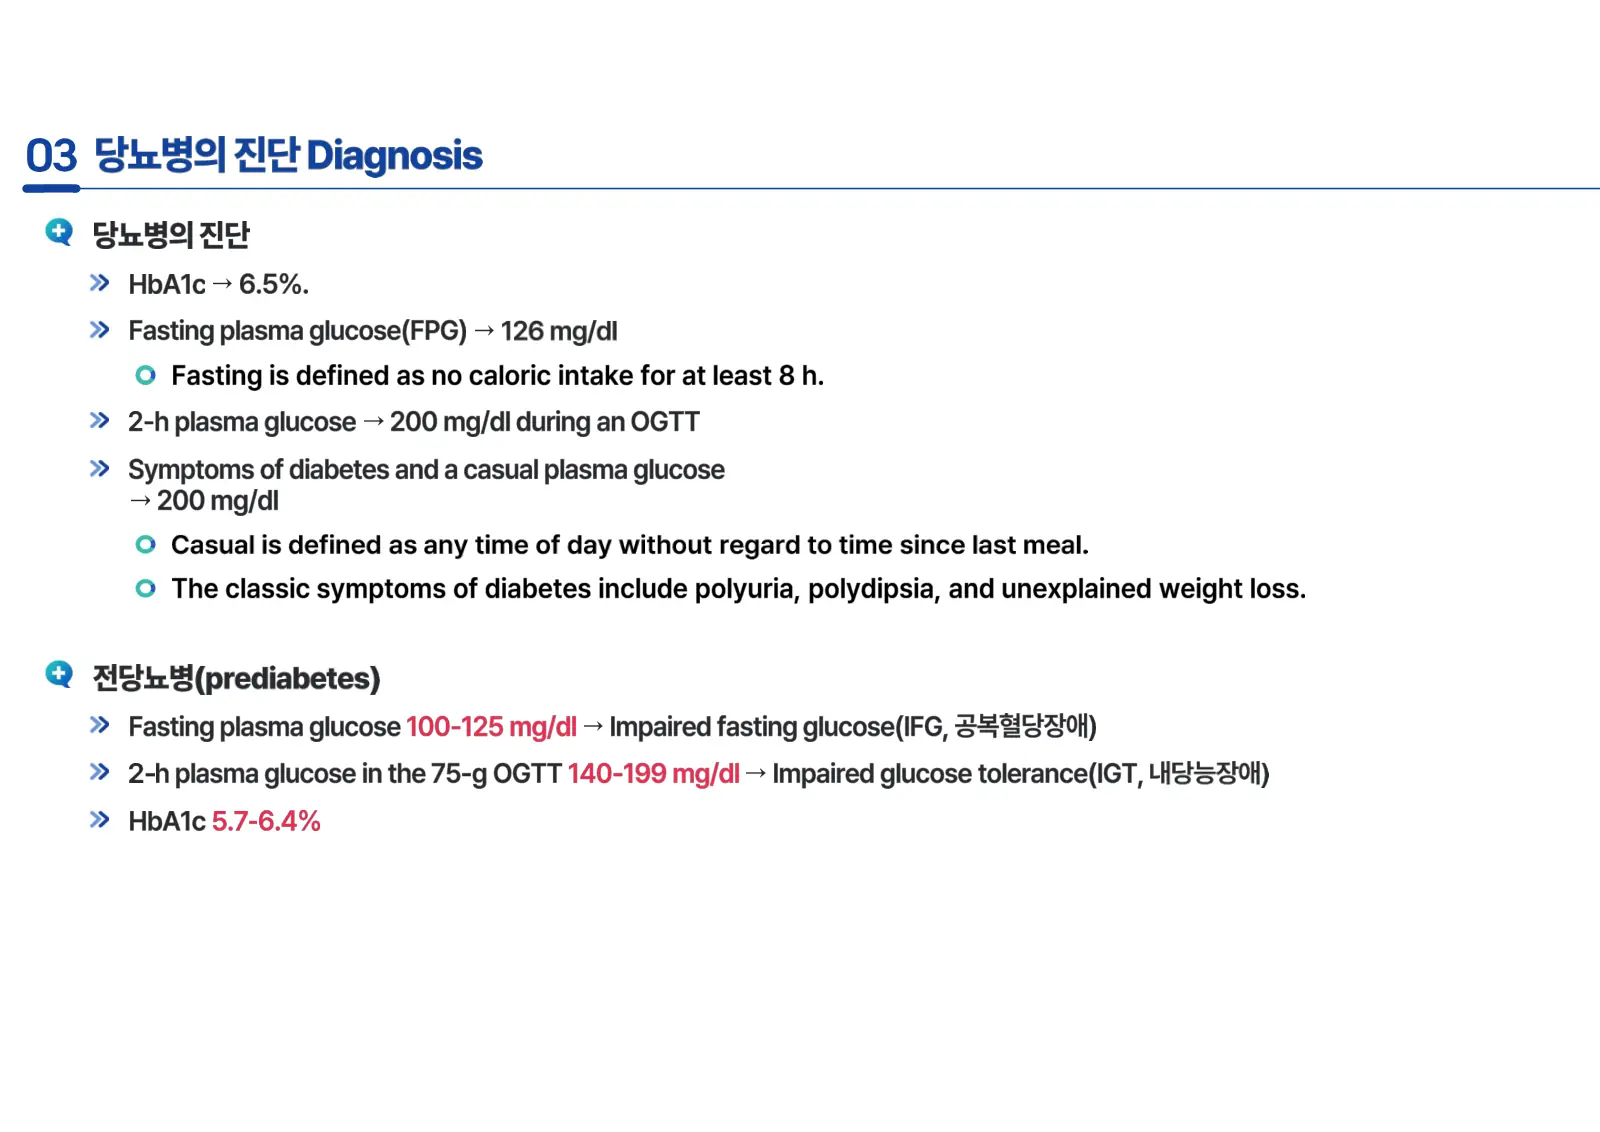 03 당뇨병의 진단 Diagnosis
당뇨병의 진단
HbA1c → 6.5%.
Fasting plasma glucose(FPG) → 126 mg/dl
Fasting is defined as no caloric intake for at least 8 h.
2-h plasma glucose → 200 mg/dl during an OGTT
Symptoms of diabetes and a casual plasma glucose
→ 200 mg/dl
Casual is defined as any time of day without regard to time since last meal.
The classic symptoms of diabetes include polyuria, polydipsia, and unexplained weight loss.
전당뇨병(prediabetes)
Fasting plasma glucose 100-125 mg/dl → Impaired fasting glucose(IFG, 공복혈당장애)
2-h plasma glucose in the 75-g OGTT 140-199 mg/dl → Impaired glucose tolerance(IGT, 내당능장애)
HbA1c 5.7-6.4%